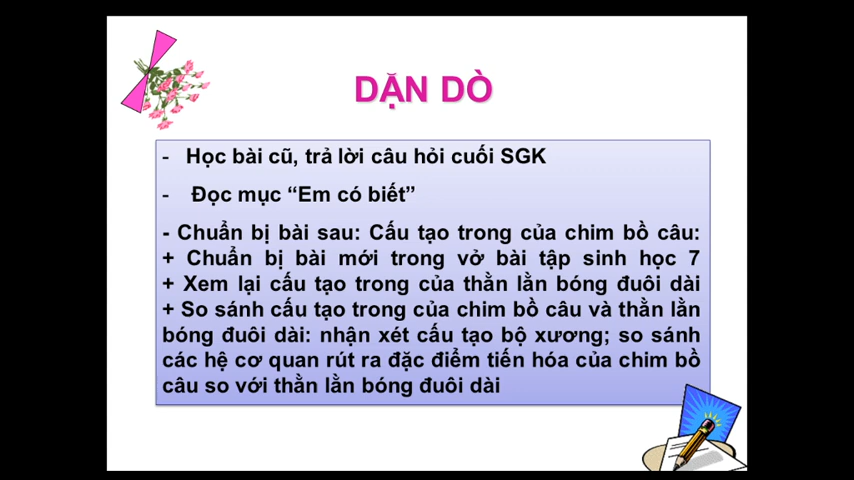 DẶN DÒ
- Học bài cũ, trả lời câu hỏi cuối SGK
- Đọc mục “Em có biết”
- Chuẩn bị bài sau: Cấu tạo trong của chim bồ câu:
+ Chuẩn bị bài mới trong vở bài tập sinh học 7
+ Xem lại cấu tạo trong của thằn lằn bóng đuôi dài
+ So sánh cấu tạo trong của chim bồ câu và thằn lằn
bóng đuôi dài: nhận xét cấu tạo bộ xương; so sánh
các hệ cơ quan rút ra đặc điểm tiến hóa của chim bồ
câu so với thằn lằn bóng đuôi dài